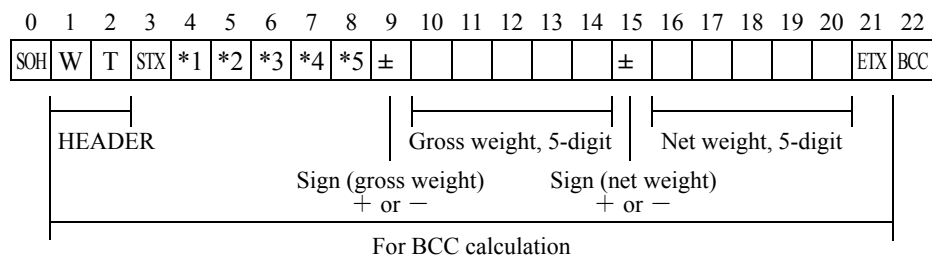 0 1 2 3 4 5 6 7 8 9 10 11 12 13 14 15 16 17 18 19 20 21 22
SOH W T STX *1 *2 *3 *4 *5 ± ± ETX BCC
HEADER Gross weight, 5-digit Net weight, 5-digit
Sign (gross weight) Sign (net weight)
+ or − + or −
For BCC calculation